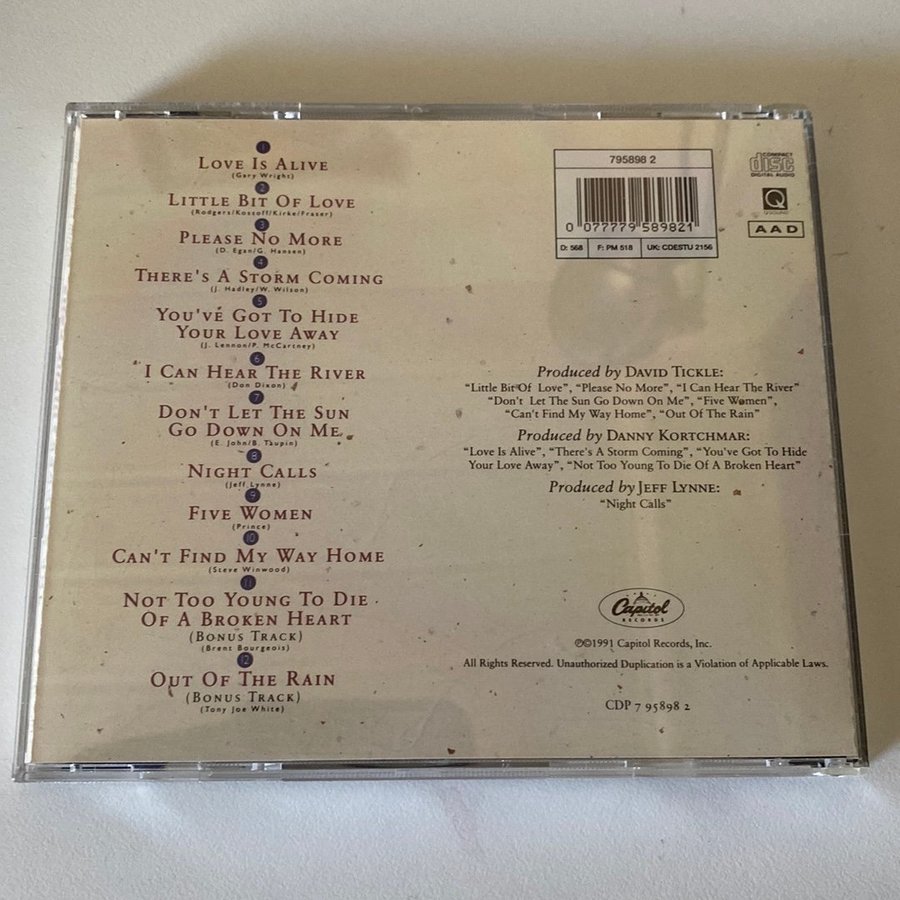 1
LOVE IS ALIVE
(Gary Wright)
2
LITTLE BIT OF LOVE
(Rodgers/Kossoff/Kirke/Fraser)
3
PLEASE NO MORE
(D. Egan/G. Hansen)
4
THERE'S A STORM COMING
(J. Hadley/W. Wilson)
5
YOU'VE GOT TO HIDE
YOUR LOVE AWAY
(J. Lennon/P. McCartney)
6
I CAN HEAR THE RIVER
(Don Dixon)
7
DON'T LET THE SUN
GO DOWN ON ME
(E. John/B. Taupin)
8
NIGHT CALLS
(Jeff Lynne)
9
FIVE WOMEN
(Prince)
10
CAN'T FIND MY WAY HOME
(Steve Winwood)
11
NOT TOO YOUNG TO DIE
OF A BROKEN HEART
(BONUS TRACK)
(Brent Bourgeois)
12
OUT OF THE RAIN
(BONUS TRACK)
(Tony Joe White)
795898 2
0 077779 589821
D: 568 F: PM 518 UK: CDESTU 2156
COMPACT
disc
DIGITAL AUDIO
Q
QSOUND
AAD
Produced by DAVID TICKLE:
"Little Bit Of Love", "Please No More", "I Can Hear The River"
"Don't Let The Sun Go Down On Me", "Five Women",
"Can't Find My Way Home", "Out Of The Rain"
Produced by DANNY KORTCHMAR:
"Love Is Alive", "There's A Storm Coming", "You've Got To Hide
Your Love Away", "Not Too Young To Die Of A Broken Heart"
Produced by JEFF LYNNE:
"Night Calls"
Capitol
RECORDS
℗©1991 Capitol Records, Inc.
All Rights Reserved. Unauthorized Duplication is a Violation of Applicable Laws.
CDP 7 95898 2